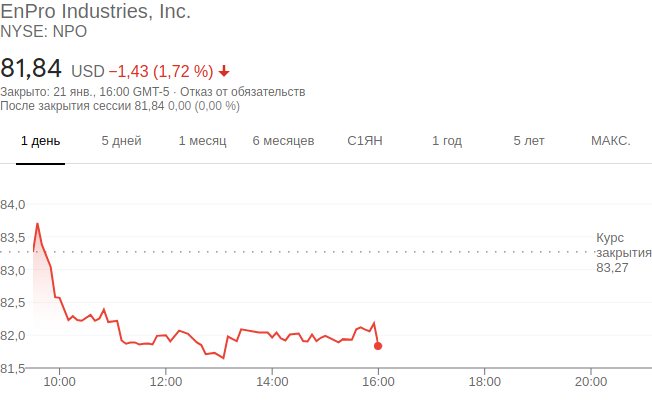 EnPro Industries, Inc.
NYSE: NPO
81,84 USD −1,43 (1,72 %)
Закрыто: 21 янв., 16:00 GMT-5 · Отказ от обязательств
После закрытия сессии 81,84 0,00 (0,00 %)
1 день 5 дней 1 месяц 6 месяцев С1ЯН 1 год 5 лет МАКС.
84,0
83,5
Курс
закрытия
83,27
83,0
82,5
82,0
81,5
10:00 12:00 14:00 16:00 18:00 20:00